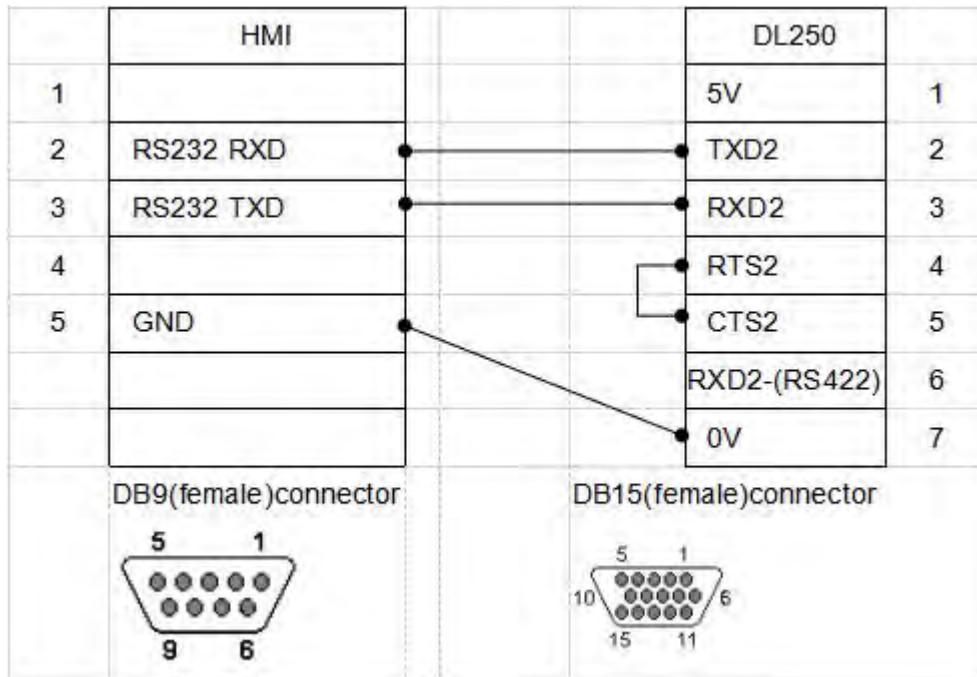 HMI DL250
1 5V 1
2 RS232 RXD TXD2 2
3 RS232 TXD RXD2 3
4 RTS2 4
5 GND CTS2 5
RXD2-(RS422) 6
0V 7
DB9(female)connector DB15(female)connector
5 1 5 1
10 6
9 6 15 11